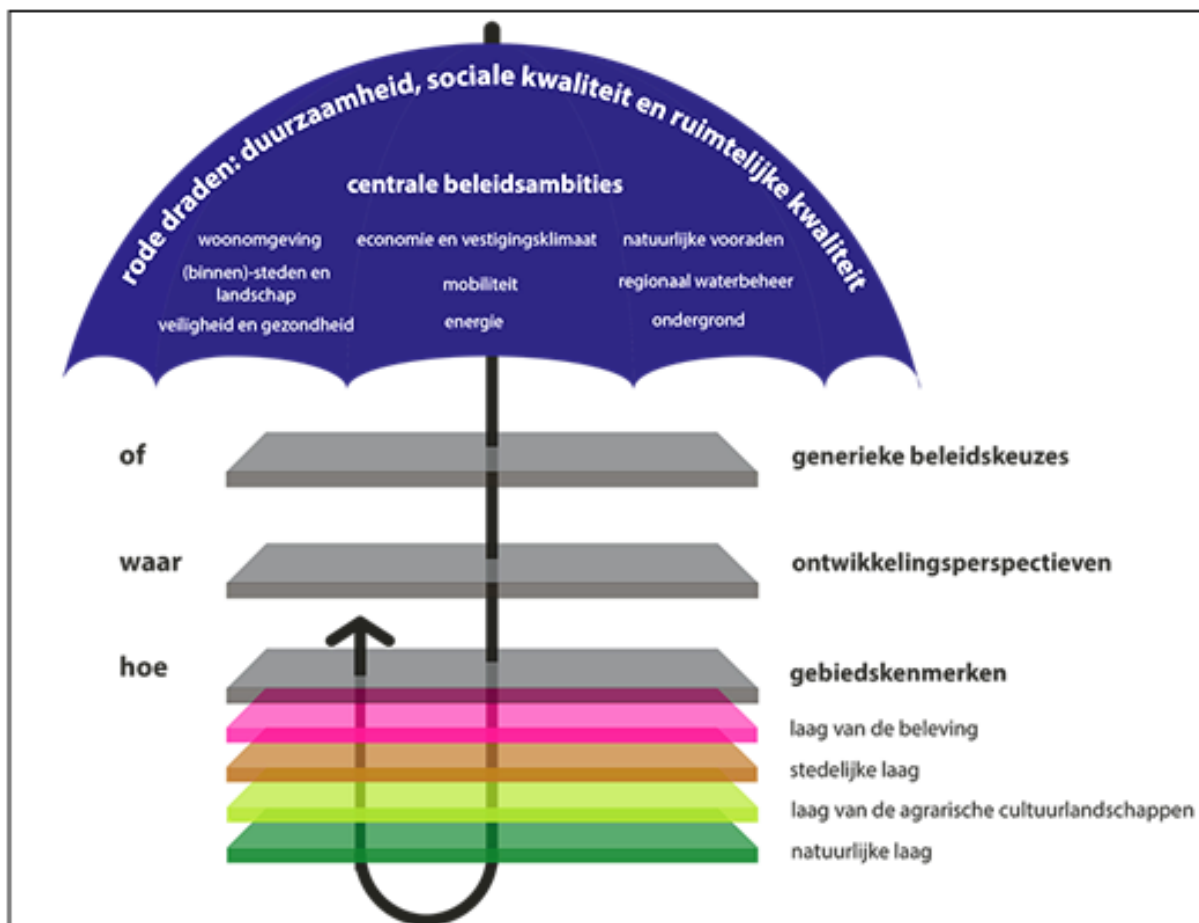 rode draden: duurzaamheid, sociale kwaliteit en ruimtelijke kwaliteit
centrale beleidsambities
woonomgeving
(binnen)-steden en
landschap
veiligheid en gezondheid
economie en vestigingsklimaat
mobiliteit
energie
natuurlijke vooraden
regionaal waterbeheer
ondergrond
of
generieke beleidskeuzes
waar
ontwikkelingsperspectieven
hoe
gebiedskenmerken
laag van de beleving
stedelijke laag
laag van de agrarische cultuurlandschappen
natuurlijke laag